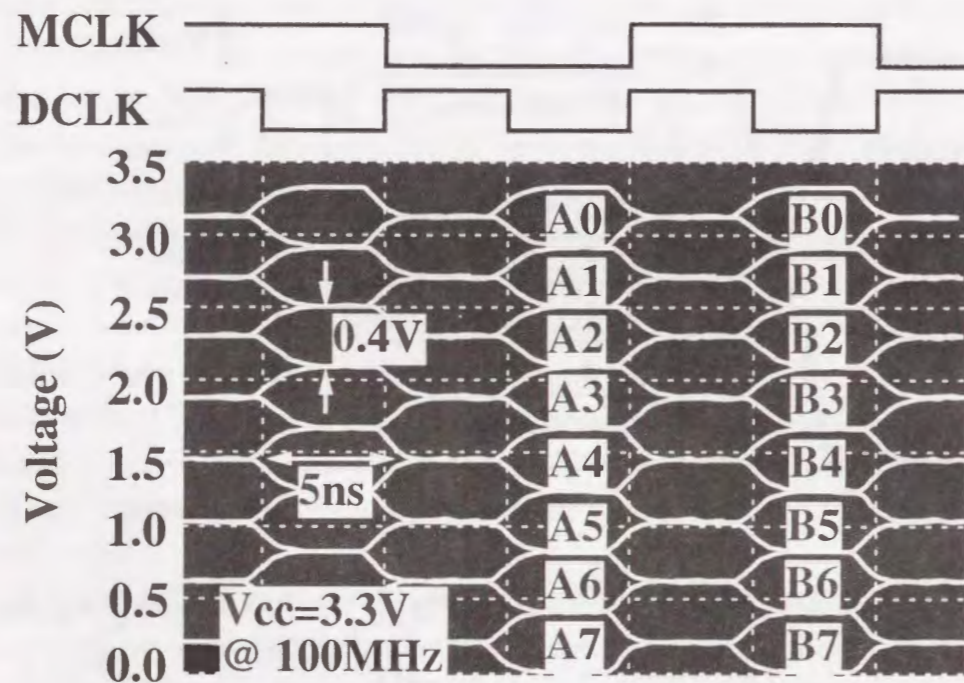 MCLK
DCLK
3.5
3.0
2.5
2.0
1.5
1.0
0.5
0.0
Voltage (V)
0.4V
5ns
Vcc=3.3V
@ 100MHz
A0
A1
A2
A3
A4
A5
A6
A7
B0
B1
B2
B3
B4
B5
B6
B7